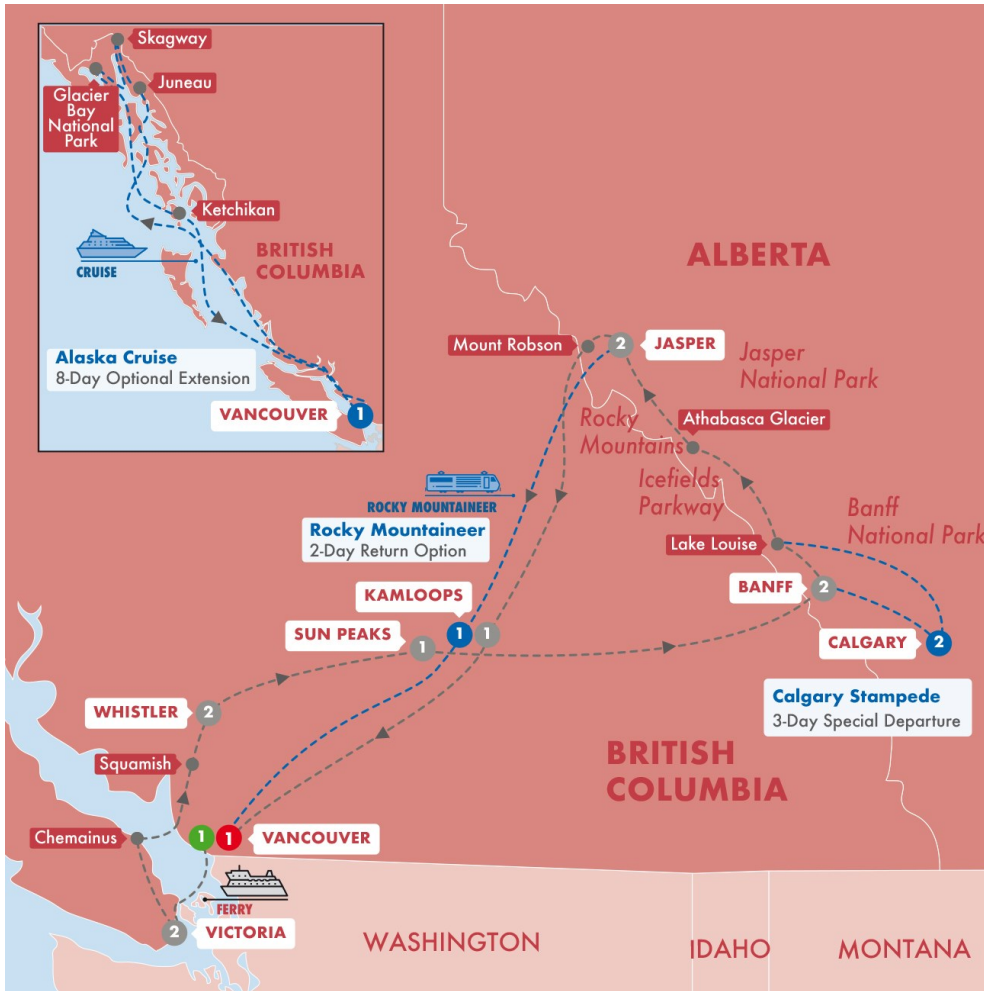 Skagway
Juneau
Glacier
Bay
National
Park
Ketchikan
CRUISE
BRITISH
COLUMBIA
Alaska Cruise
8-Day Optional Extension
VANCOUVER
1
ALBERTA
Mount Robson
2
JASPER
Jasper
National Park
Athabasca Glacier
Rocky
Mountains
Icefields
Parkway
ROCKY MOUNTAINEER
Rocky Mountaineer
2-Day Return Option
Banff
National Park
Lake Louise
BANFF
2
KAMLOOPS
1
1
SUN PEAKS
1
CALGARY
2
Calgary Stampede
3-Day Special Departure
WHISTLER
2
Squamish
BRITISH
COLUMBIA
Chemainus
1
1
VANCOUVER
FERRY
2
VICTORIA
WASHINGTON
IDAHO
MONTANA